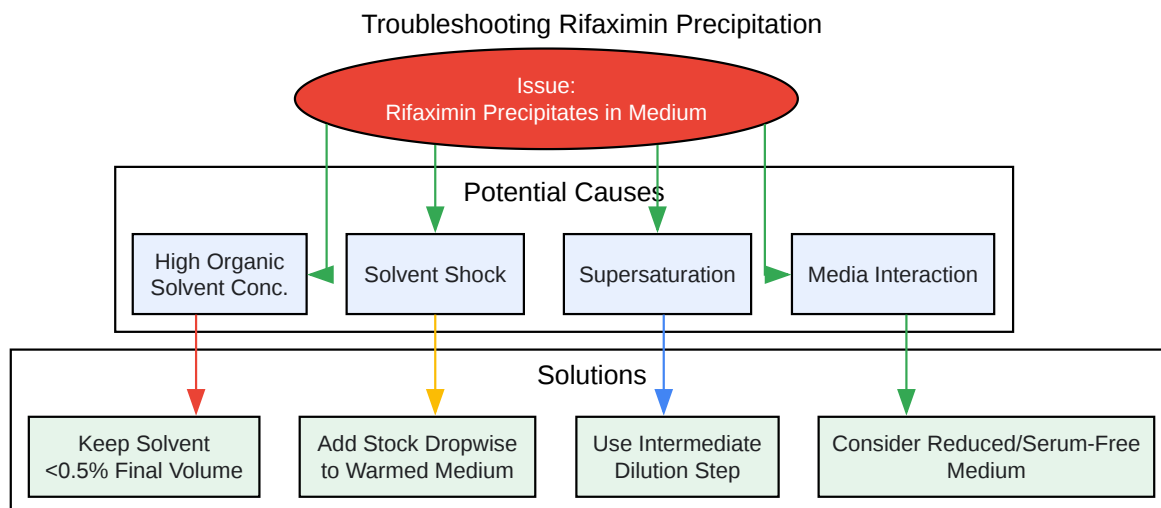 Troubleshooting Rifaximin Precipitation
Issue:
Rifaximin Precipitates in Medium
Potential Causes
High Organic
Solvent Conc.
Solvent Shock
Supersaturation
Media Interaction
Solutions
Keep Solvent
<0.5% Final Volume
Add Stock Dropwise
to Warmed Medium
Use Intermediate
Dilution Step
Consider Reduced/Serum-Free
Medium